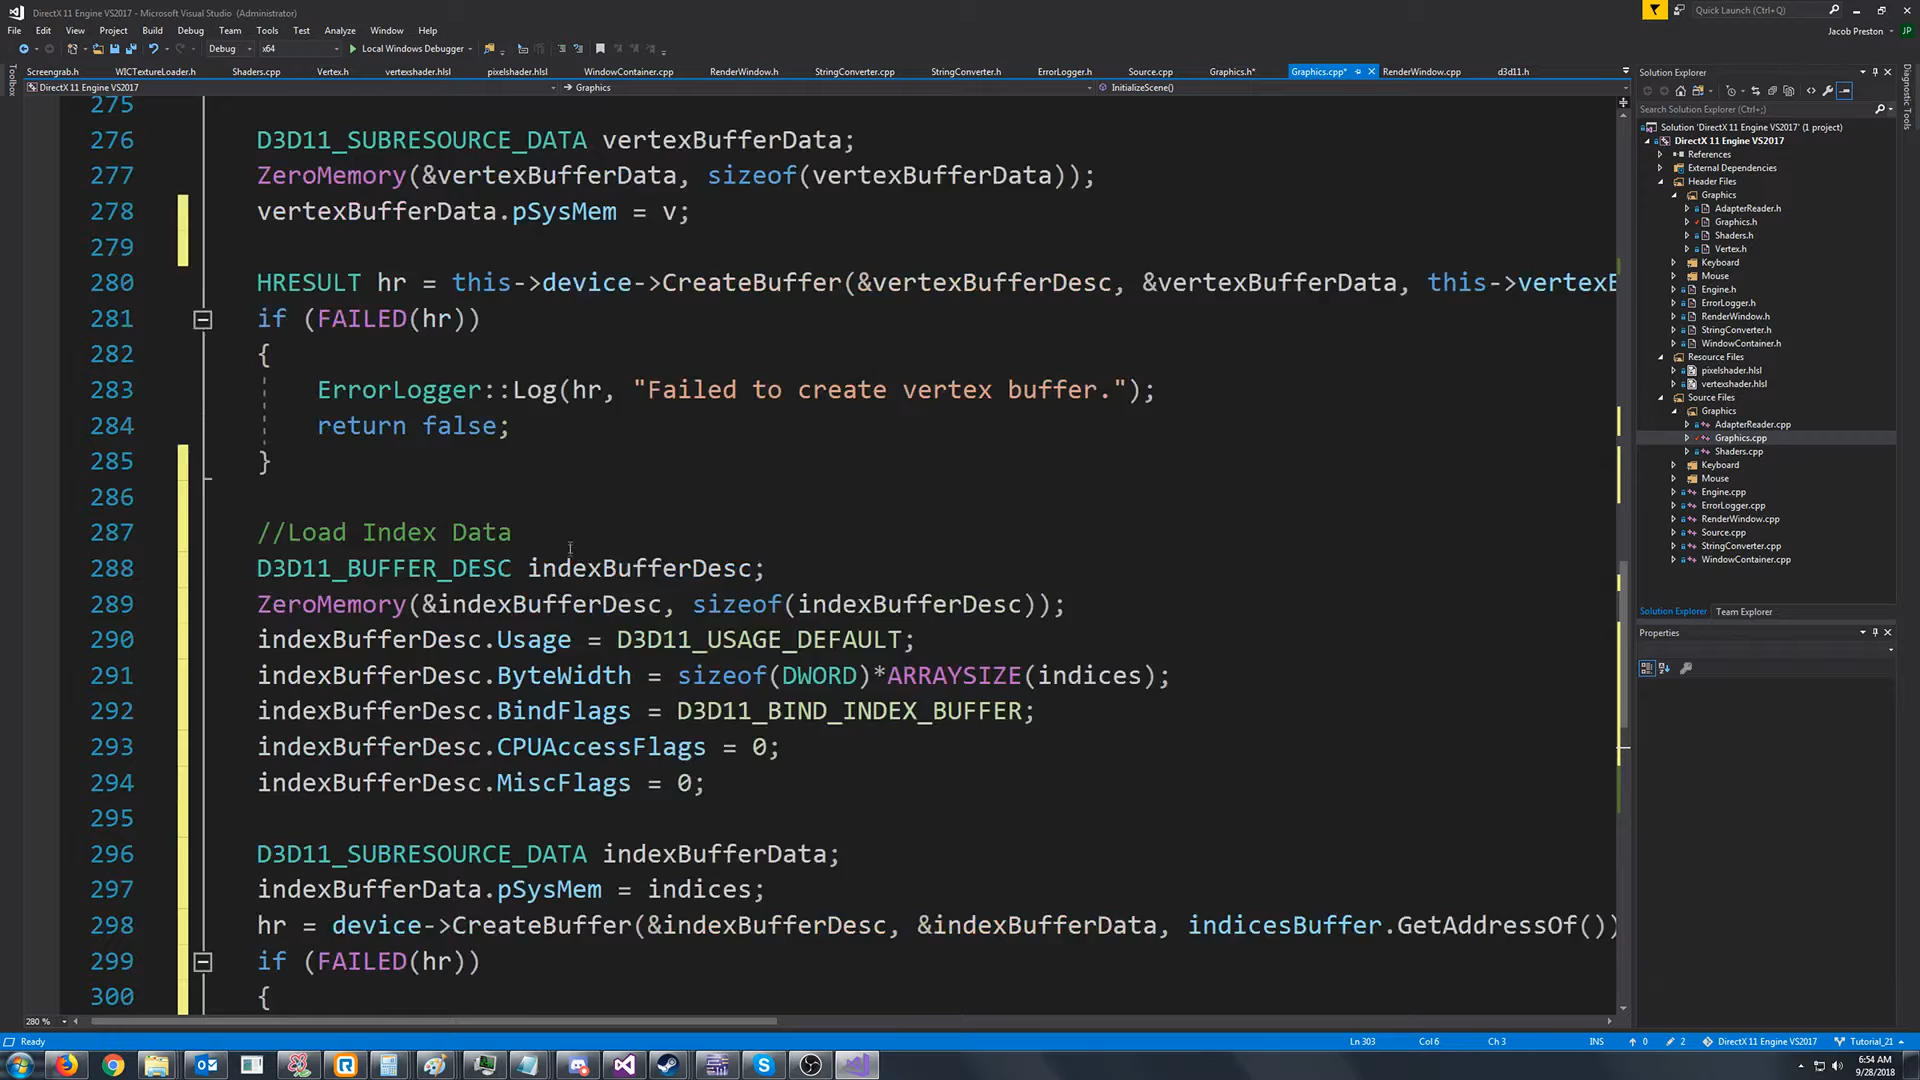 DirectX 11 Engine VS2017 - Microsoft Visual Studio (Administrator)
Quick Launch (Ctrl+Q)
File Edit View Project Build Debug Team Tools Test Analyze Window Help
Jacob Preston
JP
Debug x64 Local Windows Debugger
Toolbox
Screengrab.h WICTextureLoader.h Shaders.cpp Vertex.h vertexshader.hlsl pixelshader.hlsl WindowContainer.cpp RenderWindow.h StringConverter.cpp StringConverter.h ErrorLogger.h Source.cpp Graphics.h* Graphics.cpp* RenderWindow.cpp d3d11.h
DirectX 11 Engine VS2017 Graphics InitializeScene()
275
276 D3D11_SUBRESOURCE_DATA vertexBufferData;
277 ZeroMemory(&vertexBufferData, sizeof(vertexBufferData));
278 vertexBufferData.pSysMem = v;
279
280 HRESULT hr = this->device->CreateBuffer(&vertexBufferDesc, &vertexBufferData, this->vertexB
281 if (FAILED(hr))
282 {
283 ErrorLogger::Log(hr, "Failed to create vertex buffer.");
284 return false;
285 }
286
287 //Load Index Data
288 D3D11_BUFFER_DESC indexBufferDesc;
289 ZeroMemory(&indexBufferDesc, sizeof(indexBufferDesc));
290 indexBufferDesc.Usage = D3D11_USAGE_DEFAULT;
291 indexBufferDesc.ByteWidth = sizeof(DWORD)*ARRAYSIZE(indices);
292 indexBufferDesc.BindFlags = D3D11_BIND_INDEX_BUFFER;
293 indexBufferDesc.CPUAccessFlags = 0;
294 indexBufferDesc.MiscFlags = 0;
295
296 D3D11_SUBRESOURCE_DATA indexBufferData;
297 indexBufferData.pSysMem = indices;
298 hr = device->CreateBuffer(&indexBufferDesc, &indexBufferData, indicesBuffer.GetAddressOf())
299 if (FAILED(hr))
300 {
280 %
Solution Explorer
Search Solution Explorer (Ctrl+;)
Solution 'DirectX 11 Engine VS2017' (1 project)
DirectX 11 Engine VS2017
References
External Dependencies
Header Files
Graphics
AdapterReader.h
Graphics.h
Shaders.h
Vertex.h
Keyboard
Mouse
Engine.h
ErrorLogger.h
RenderWindow.h
StringConverter.h
WindowContainer.h
Resource Files
pixelshader.hlsl
vertexshader.hlsl
Source Files
Graphics
AdapterReader.cpp
Graphics.cpp
Shaders.cpp
Keyboard
Mouse
Engine.cpp
ErrorLogger.cpp
RenderWindow.cpp
Source.cpp
StringConverter.cpp
WindowContainer.cpp
Solution Explorer Team Explorer
Properties
Diagnostic Tools
Ready Ln 303 Col 6 Ch 3 INS 0 2 DirectX 11 Engine VS2017 Tutorial_21
6:54 AM
9/28/2018